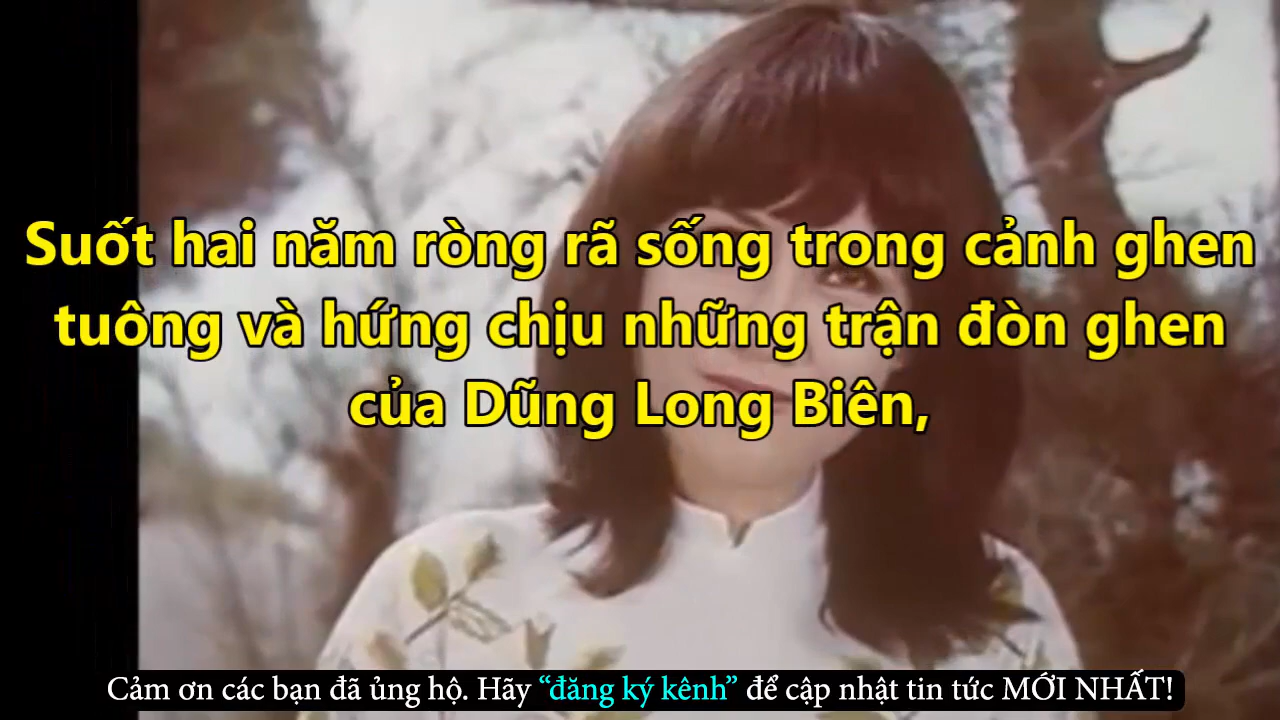 Suốt hai năm ròng rã sống trong cảnh ghen
tuông và hứng chịu những trận đòn ghen
của Dũng Long Biên,
Cảm ơn các bạn đã ủng hộ. Hãy “đăng ký kênh” để cập nhật tin tức MỚI NHẤT!